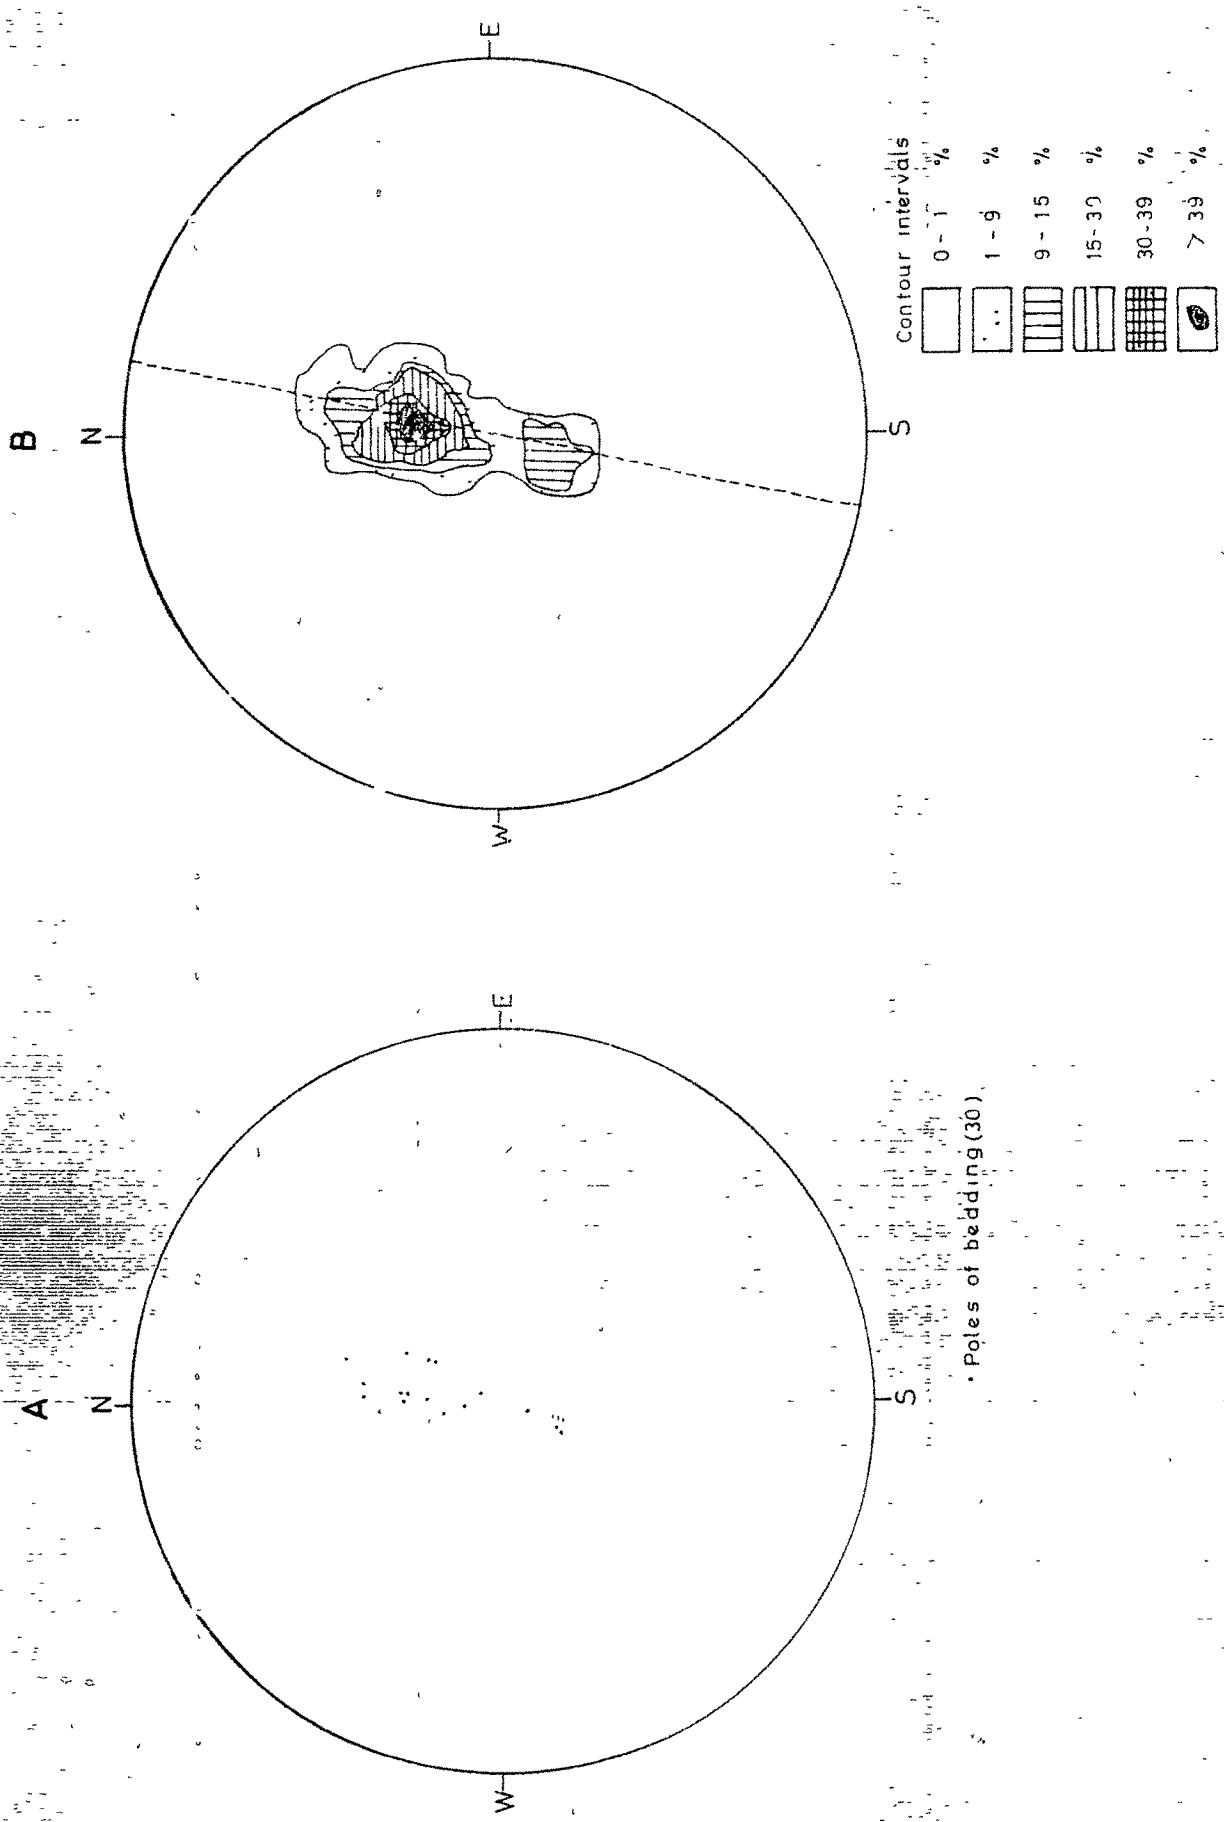 A
N
W
E
S
• Poles of bedding (30)
B
N
W
E
S
Contour intervals
0 - 1 %
1 - 9 %
9 - 15 %
15 - 30 %
30 - 39 %
> 39 %